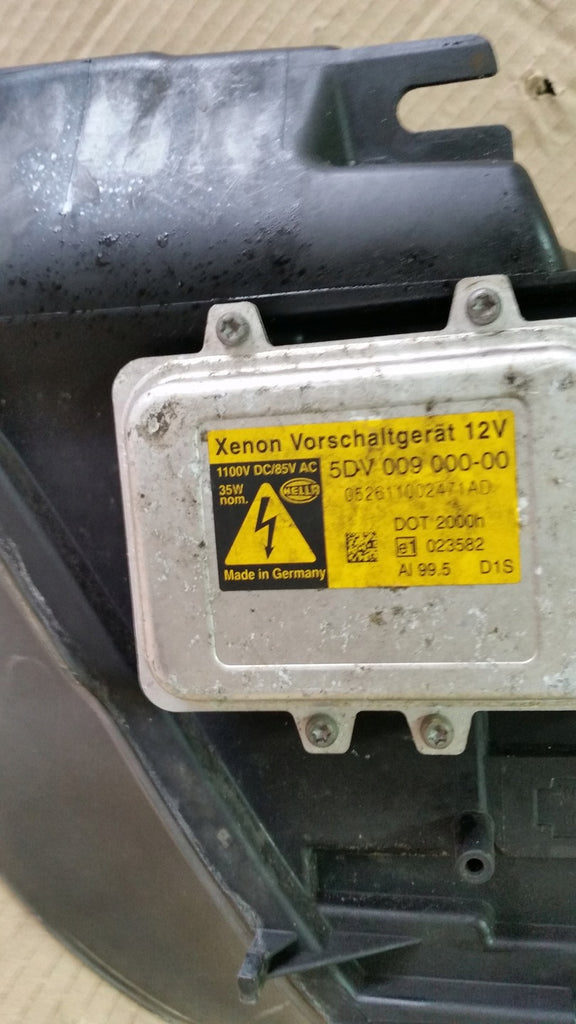 Xenon Vorschaltgerät 12V
1100V DC/85V AC
5DV 009 000-00
35W
nom.
HELLA
052611002471AD
DOT 2000h
e1 023582
Made in Germany
Al 99.5 D1S